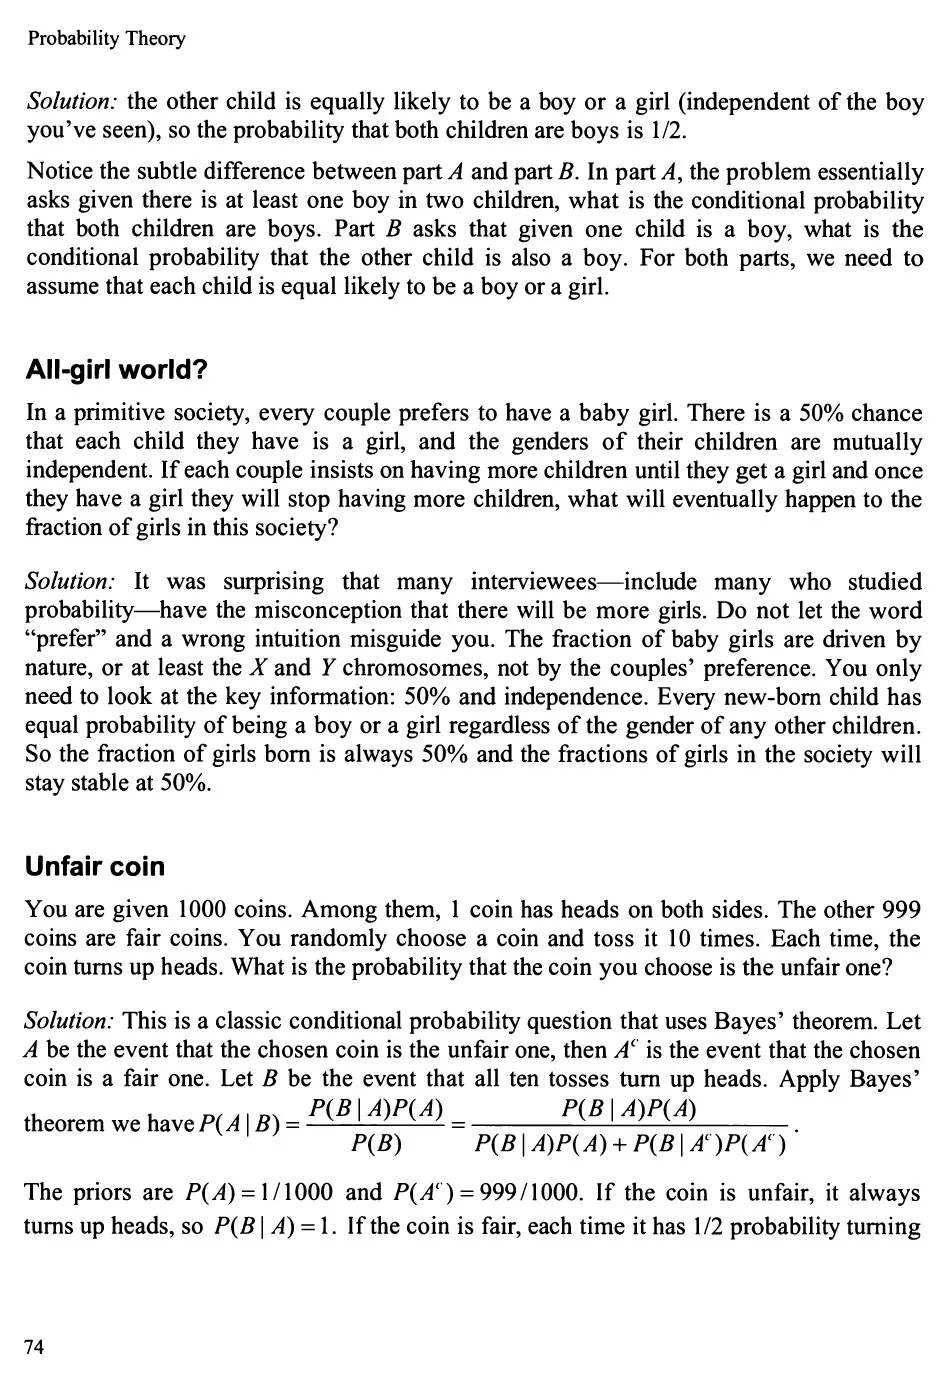 Probability Theory
Solution: the other child is equally likely to be a boy or a girl (independent of the boy
you've seen), so the probability that both children are boys is 1/2.
Notice the subtle difference between part A and part B. In part A, the problem essentially
asks given there is at least one boy in two children, what is the conditional probability
that both children are boys. Part B asks that given one child is a boy, what is the
conditional probability that the other child is also a boy. For both parts, we need to
assume that each child is equal likely to be a boy or a girl.
All-girl world?
In a primitive society, every couple prefers to have a baby girl. There is a 50% chance
that each child they have is a girl, and the genders of their children are mutually
independent. If each couple insists on having more children until they get a girl and once
they have a girl they will stop having more children, what will eventually happen to the
fraction of girls in this society?
Solution: It was surprising that many interviewees—include many who studied
probability—have the misconception that there will be more girls. Do not let the word
“prefer” and a wrong intuition misguide you. The fraction of baby girls are driven by
nature, or at least the X and Y chromosomes, not by the couples’ preference. You only
need to look at the key information: 50% and independence. Every new-born child has
equal probability of being a boy or a girl regardless of the gender of any other children.
So the fraction of girls born is always 50% and the fractions of girls in the society will
stay stable at 50%.
Unfair coin
You are given 1000 coins. Among them, 1 coin has heads on both sides. The other 999
coins are fair coins. You randomly choose a coin and toss it 10 times. Each time, the
coin turns up heads. What is the probability that the coin you choose is the unfair one?
Solution: This is a classic conditional probability question that uses Bayes’ theorem. Let
A be the event that the chosen coin is the unfair one, then A^c is the event that the chosen
coin is a fair one. Let B be the event that all ten tosses turn up heads. Apply Bayes’
theorem we have P(A | B) = P(B | A)P(A) / P(B) = P(B | A)P(A) / P(B | A)P(A) + P(B | A^c)P(A^c) .
The priors are P(A) = 1/1000 and P(A^c) = 999/1000. If the coin is unfair, it always
turns up heads, so P(B | A) = 1. If the coin is fair, each time it has 1/2 probability turning
74